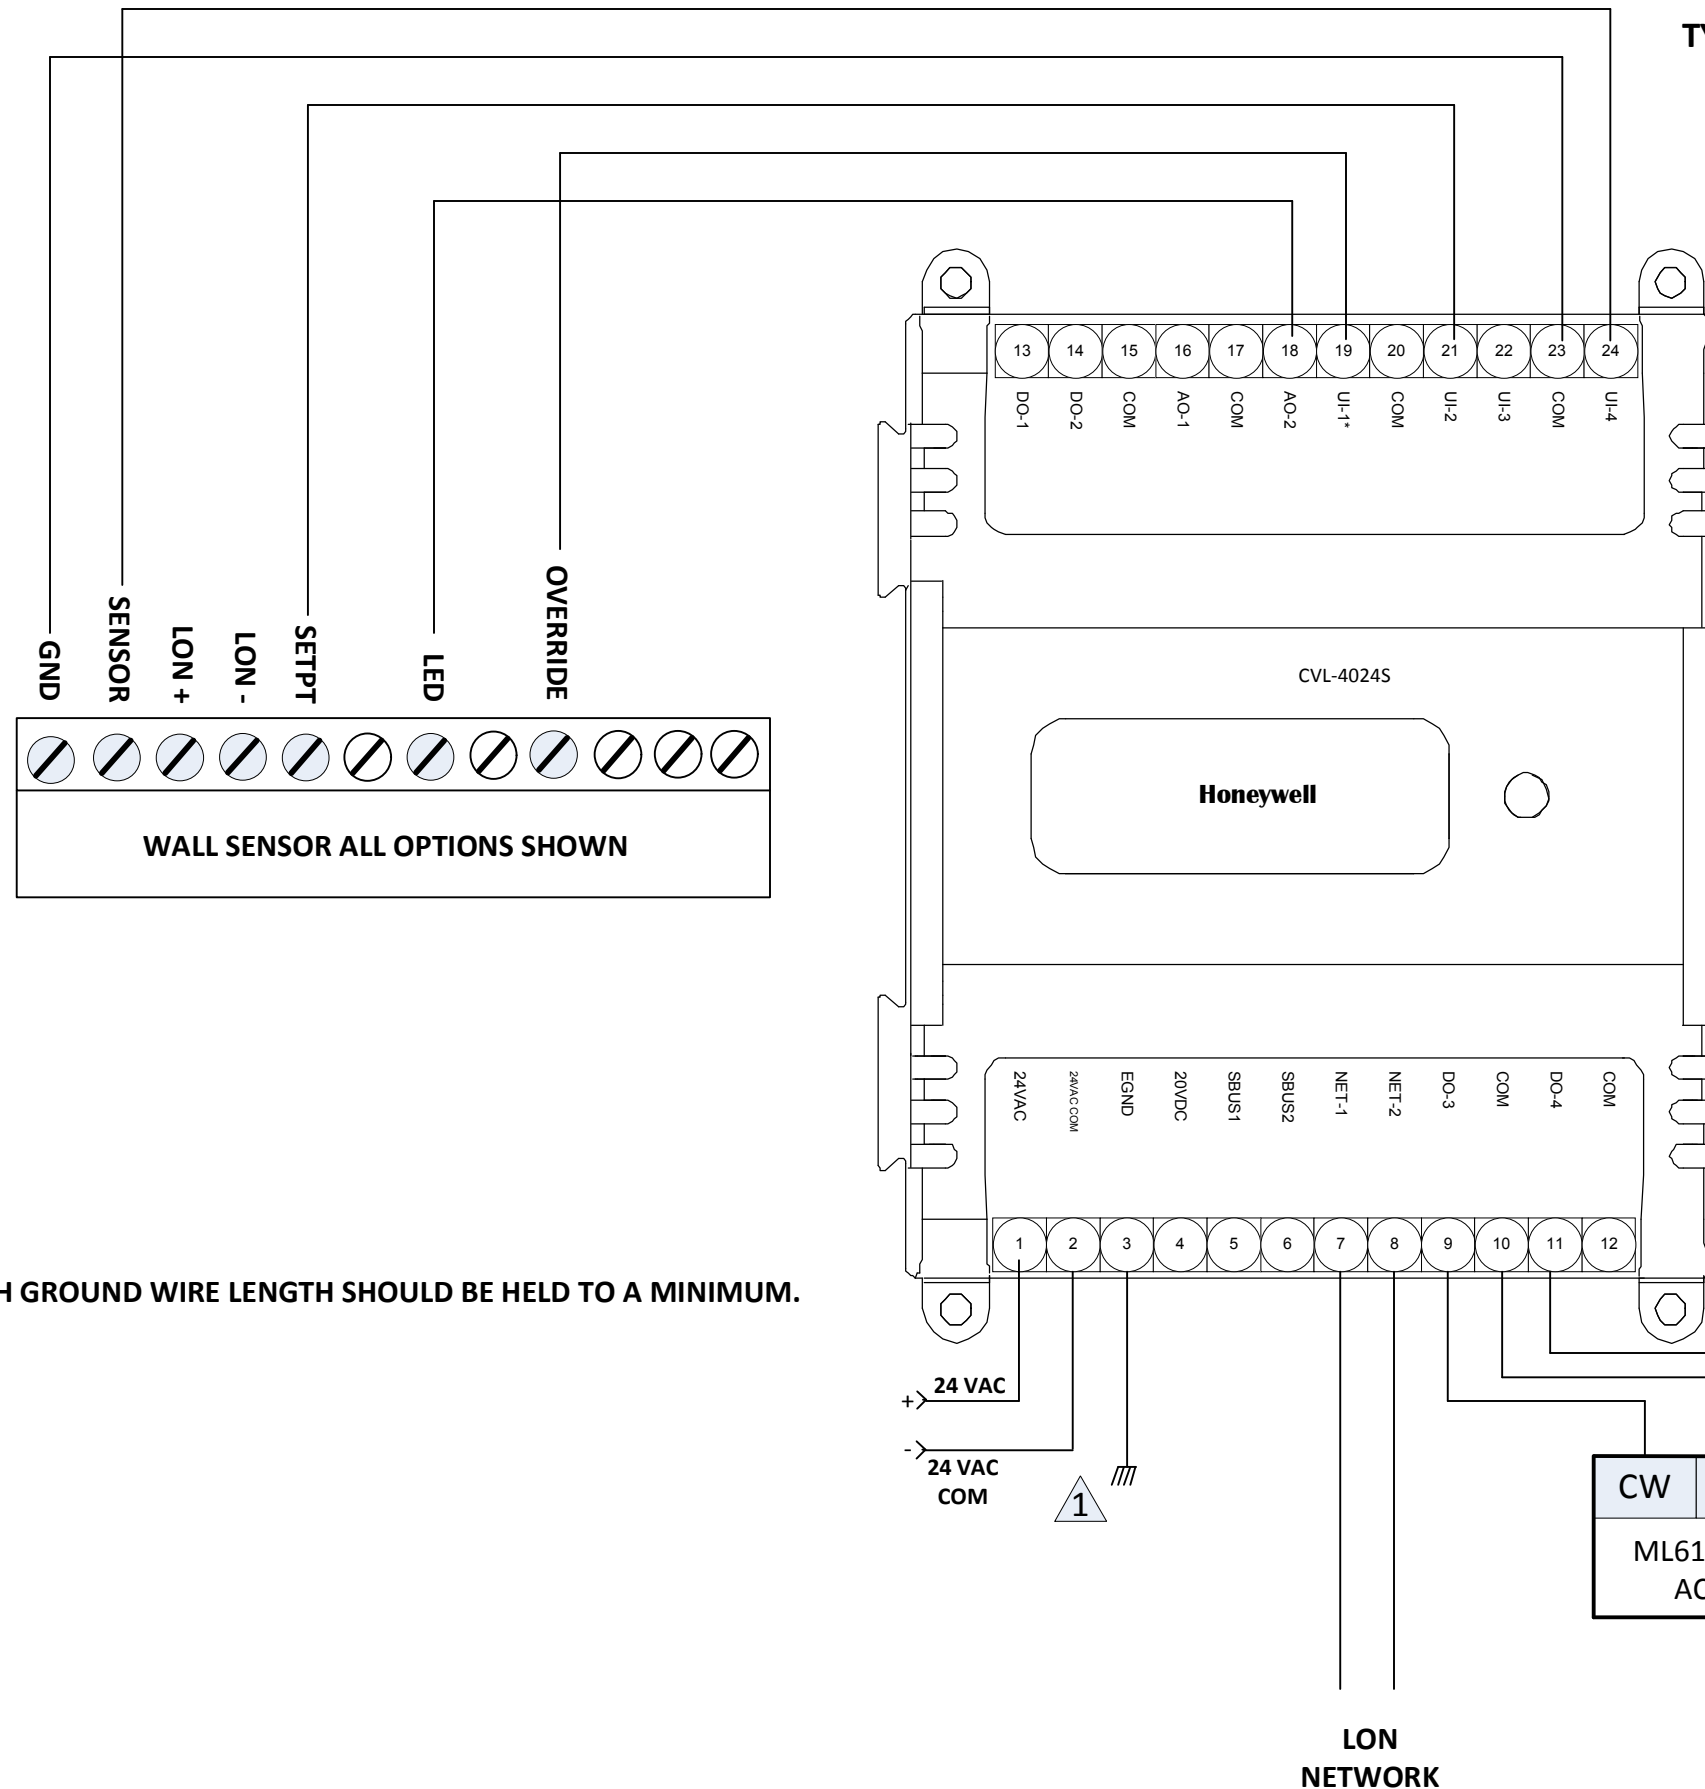 TY
13 14 15 16 17 18 19 20 21 22 23 24
DO-1 DO-2 COM AO-1 COM AO-2 UI-1* COM UI-2 UI-3 COM UI-4
GND SENSOR LON + LON - SETPT LED OVERRIDE
WALL SENSOR ALL OPTIONS SHOWN
CVL-4024S
Honeywell
24VAC 24VAC COM EGND 20VDC SBUS1 SBUS2 NET-1 NET-2 DO-3 COM DO-4 COM
1 2 3 4 5 6 7 8 9 10 11 12
H GROUND WIRE LENGTH SHOULD BE HELD TO A MINIMUM.
+ 24 VAC
-
24 VAC
COM
1
CW
ML61
AC
LON
NETWORK